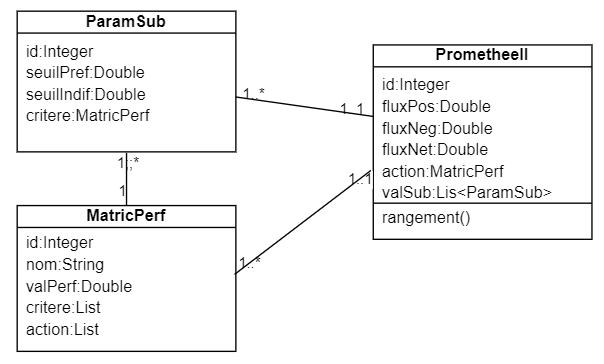 ParamSub
id:Integer
seuilPref:Double
seuilIndif:Double
critere:MatricPerf
PrometheeII
id:Integer
fluxPos:Double
fluxNeg:Double
fluxNet:Double
action:MatricPerf
valSub:Lis<ParamSub>
rangement()
1..*
1..1
1;;*
1
1..1
1..*
MatricPerf
id:Integer
nom:String
valPerf:Double
critere:List
action:List